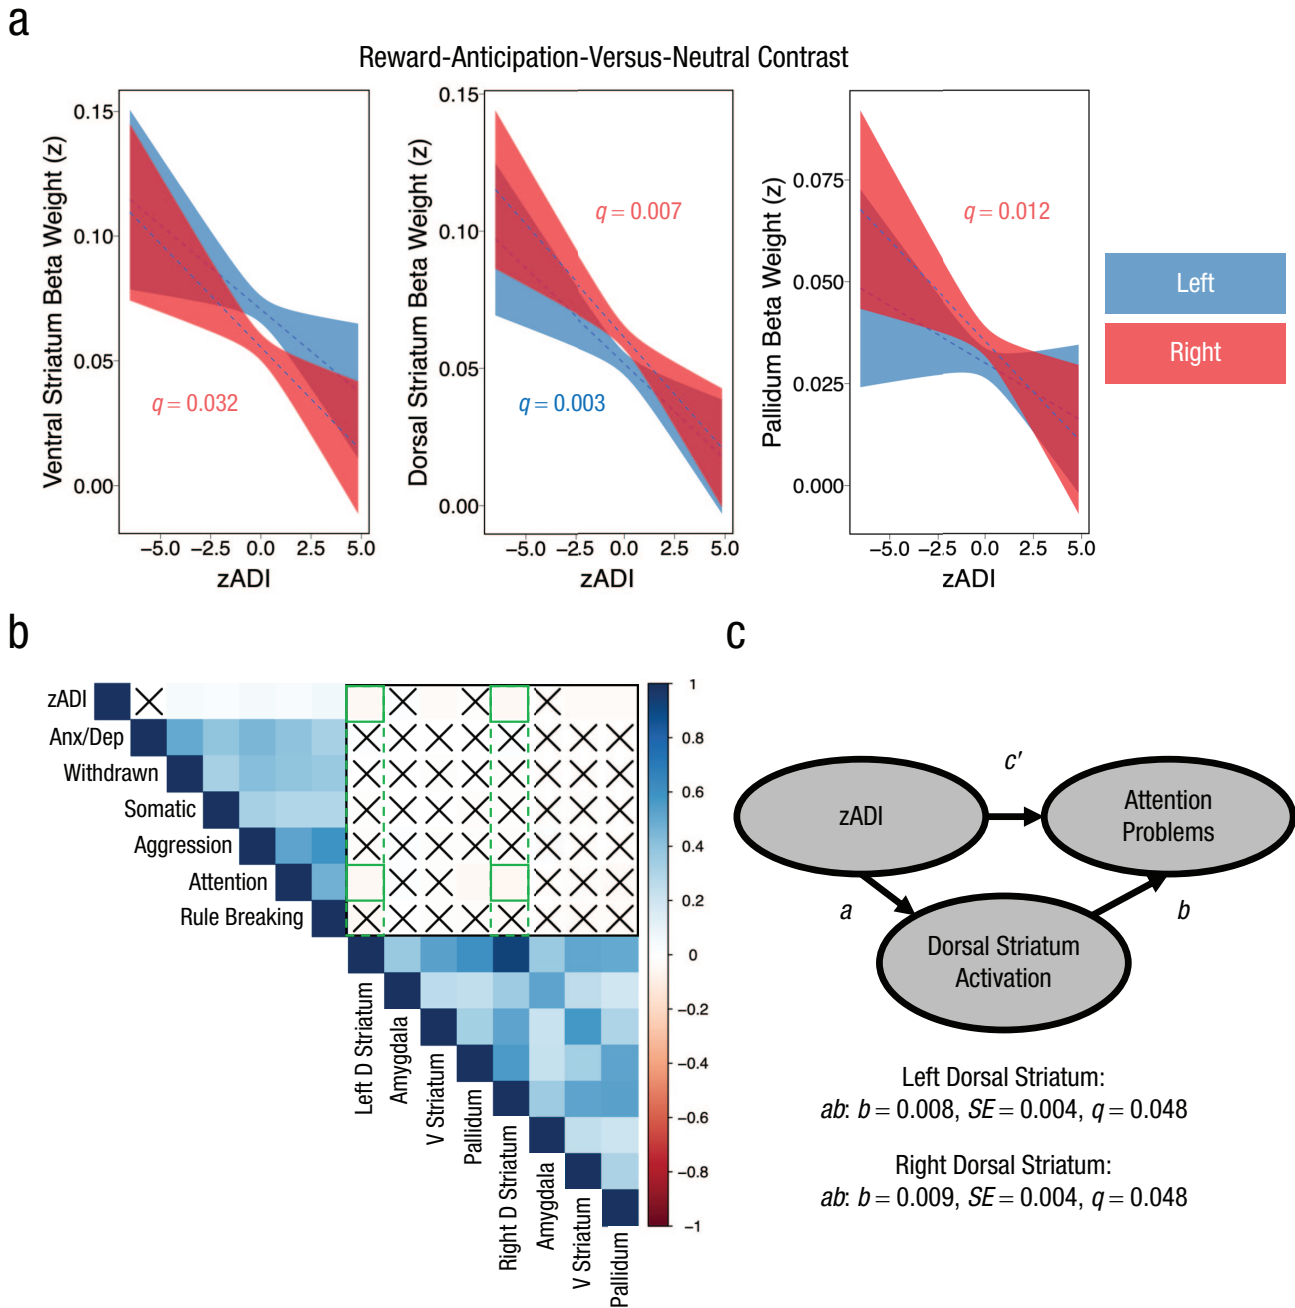 a
Reward-Anticipation-Versus-Neutral Contrast
Ventral Striatum Beta Weight (z)
0.15
0.10
0.05
0.00
q = 0.032
−5.0 −2.5 0.0 2.5 5.0
zADI
Dorsal Striatum Beta Weight (z)
0.15
0.10
0.05
0.00
q = 0.007
q = 0.003
−5.0 −2.5 0.0 2.5 5.0
zADI
Pallidum Beta Weight (z)
0.075
0.050
0.025
0.000
q = 0.012
−5.0 −2.5 0.0 2.5 5.0
zADI
Left
Right
b
zADI
Anx/Dep
Withdrawn
Somatic
Aggression
Attention
Rule Breaking
Left D Striatum
Amygdala
V Striatum
Pallidum
Right D Striatum
Amygdala
V Striatum
Pallidum
1
0.8
0.6
0.4
0.2
0
−0.2
−0.4
−0.6
−0.8
−1
c
zADI
c′
Attention
Problems
a
b
Dorsal Striatum
Activation
Left Dorsal Striatum:
ab: b = 0.008, SE = 0.004, q = 0.048
Right Dorsal Striatum:
ab: b = 0.009, SE = 0.004, q = 0.048